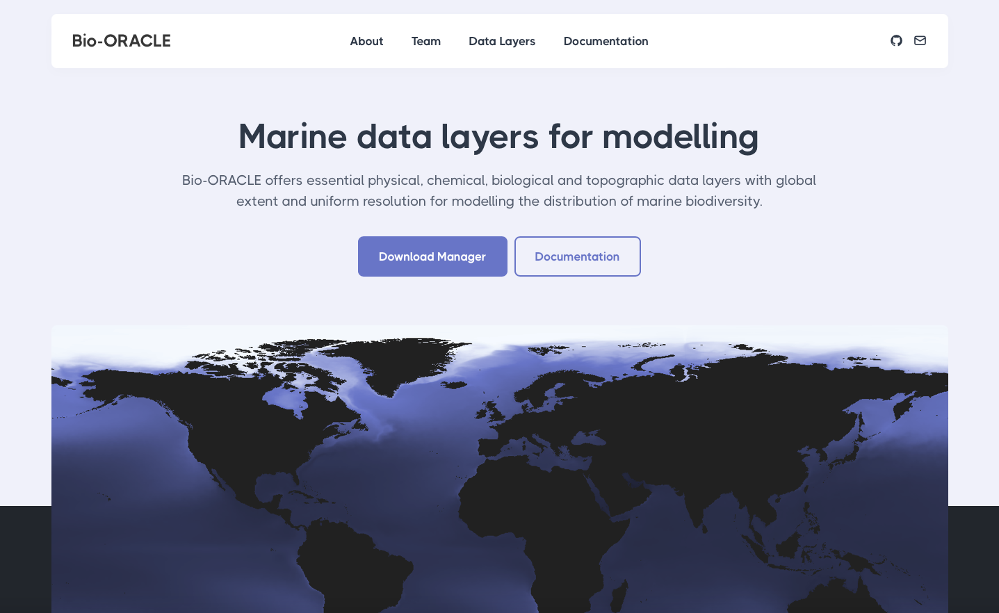 Bio-ORACLE
About
Team
Data Layers
Documentation
Marine data layers for modelling
Bio-ORACLE offers essential physical, chemical, biological and topographic data layers with global
extent and uniform resolution for modelling the distribution of marine biodiversity.
Download Manager
Documentation